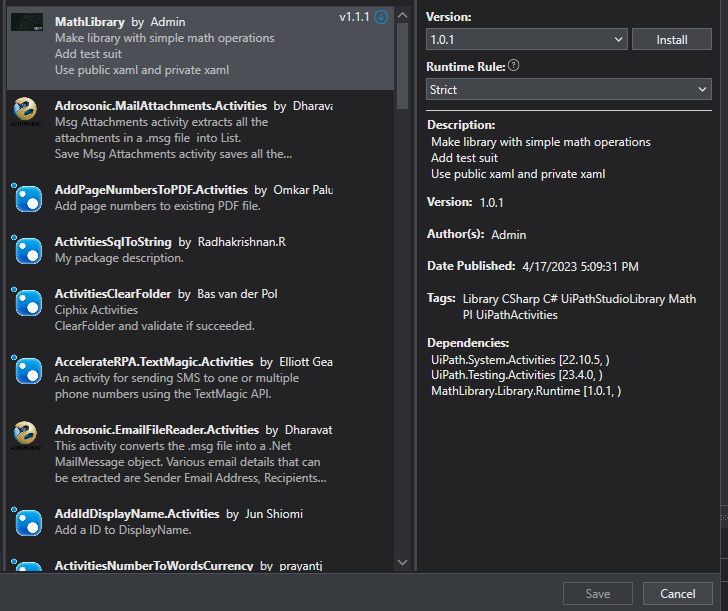 MathLibrary by Admin
v1.1.1
Make library with simple math operations
Add test suit
Use public xaml and private xaml
Adrosonic.MailAttachments.Activities by Dharava
Msg Attachments activity extracts all the
attachments in a .msg file into List.
Save Msg Attachments activity saves all the...
AddPageNumbersToPDF.Activities by Omkar Palu
Add page numbers to existing PDF file.
ActivitiesSqlToString by Radhakrishnan.R
My package description.
ActivitiesClearFolder by Bas van der Pol
Ciphix Activities
ClearFolder and validate if succeeded.
AccelerateRPA.TextMagic.Activities by Elliott Gea
An activity for sending SMS to one or multiple
phone numbers using the TextMagic API.
Adrosonic.EmailFileReader.Activities by Dharavat
This activity converts the .msg file into a .Net
MailMessage object. Various email details that can
be extracted are Sender Email Address, Recipients...
AddIdDisplayName.Activities by Jun Shiomi
Add a ID to DisplayName.
ActivitiesNumberToWordsCurrency by prayantj
Version:
1.0.1
Install
Runtime Rule:
?
Strict
Description:
Make library with simple math operations
Add test suit
Use public xaml and private xaml
Version: 1.0.1
Author(s): Admin
Date Published: 4/17/2023 5:09:31 PM
Tags: Library CSharp C# UiPathStudioLibrary Math
PI UiPathActivities
Dependencies:
UiPath.System.Activities [22.10.5, )
UiPath.Testing.Activities [23.4.0, )
MathLibrary.Library.Runtime [1.0.1, )
Save
Cancel